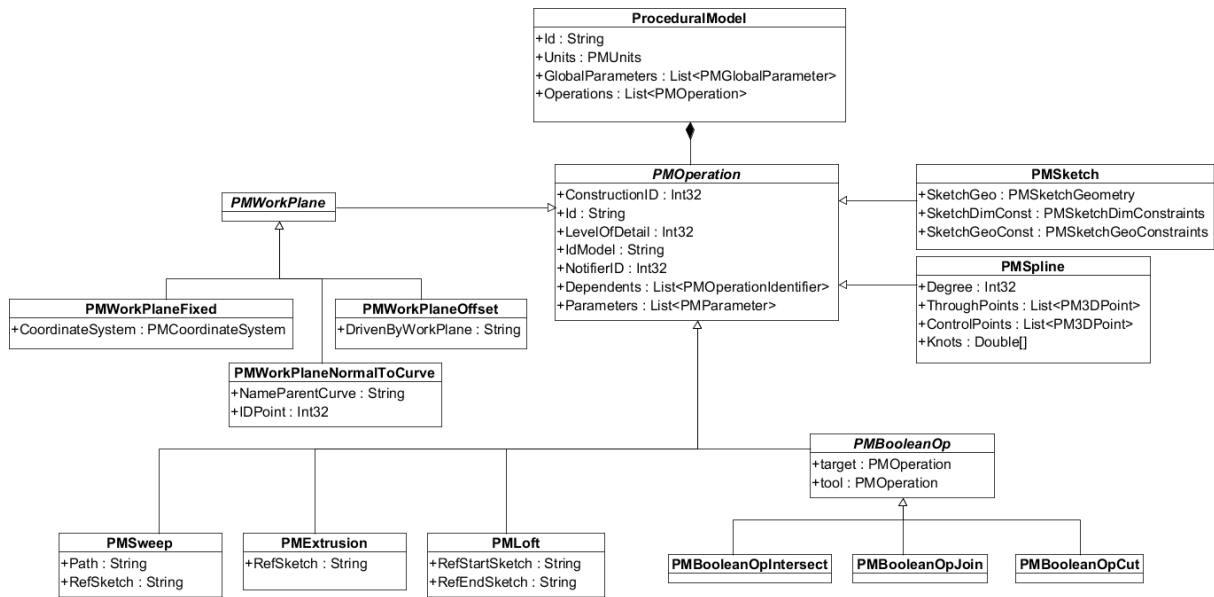 ProceduralModel
+Id : String
+Units : PMUnits
+GlobalParameters : List<PMGlobalParameter>
+Operations : List<PMOperation>
PMOperation
+ConstructionID : Int32
+Id : String
+LevelOfDetail : Int32
+IdModel : String
+NotifierID : Int32
+Dependents : List<PMOperationIdentifier>
+Parameters : List<PMParameter>
PMWorkPlane
PMSketch
+SketchGeo : PMSketchGeometry
+SketchDimConst : PMSketchDimConstraints
+SketchGeoConst : PMSketchGeoConstraints
PMSpline
+Degree : Int32
+ThroughPoints : List<PM3DPoint>
+ControlPoints : List<PM3DPoint>
+Knots : Double[]
PMWorkPlaneFixed
+CoordinateSystem : PMCoordinateSystem
PMWorkPlaneOffset
+DrivenByWorkPlane : String
PMWorkPlaneNormalToCurve
+NameParentCurve : String
+IDPoint : Int32
PMBooleanOp
+target : PMOperation
+tool : PMOperation
PMSweep
+Path : String
+RefSketch : String
PMExtrusion
+RefSketch : String
PMLoft
+RefStartSketch : String
+RefEndSketch : String
PMBooleanOpIntersect
PMBooleanOpJoin
PMBooleanOpCut